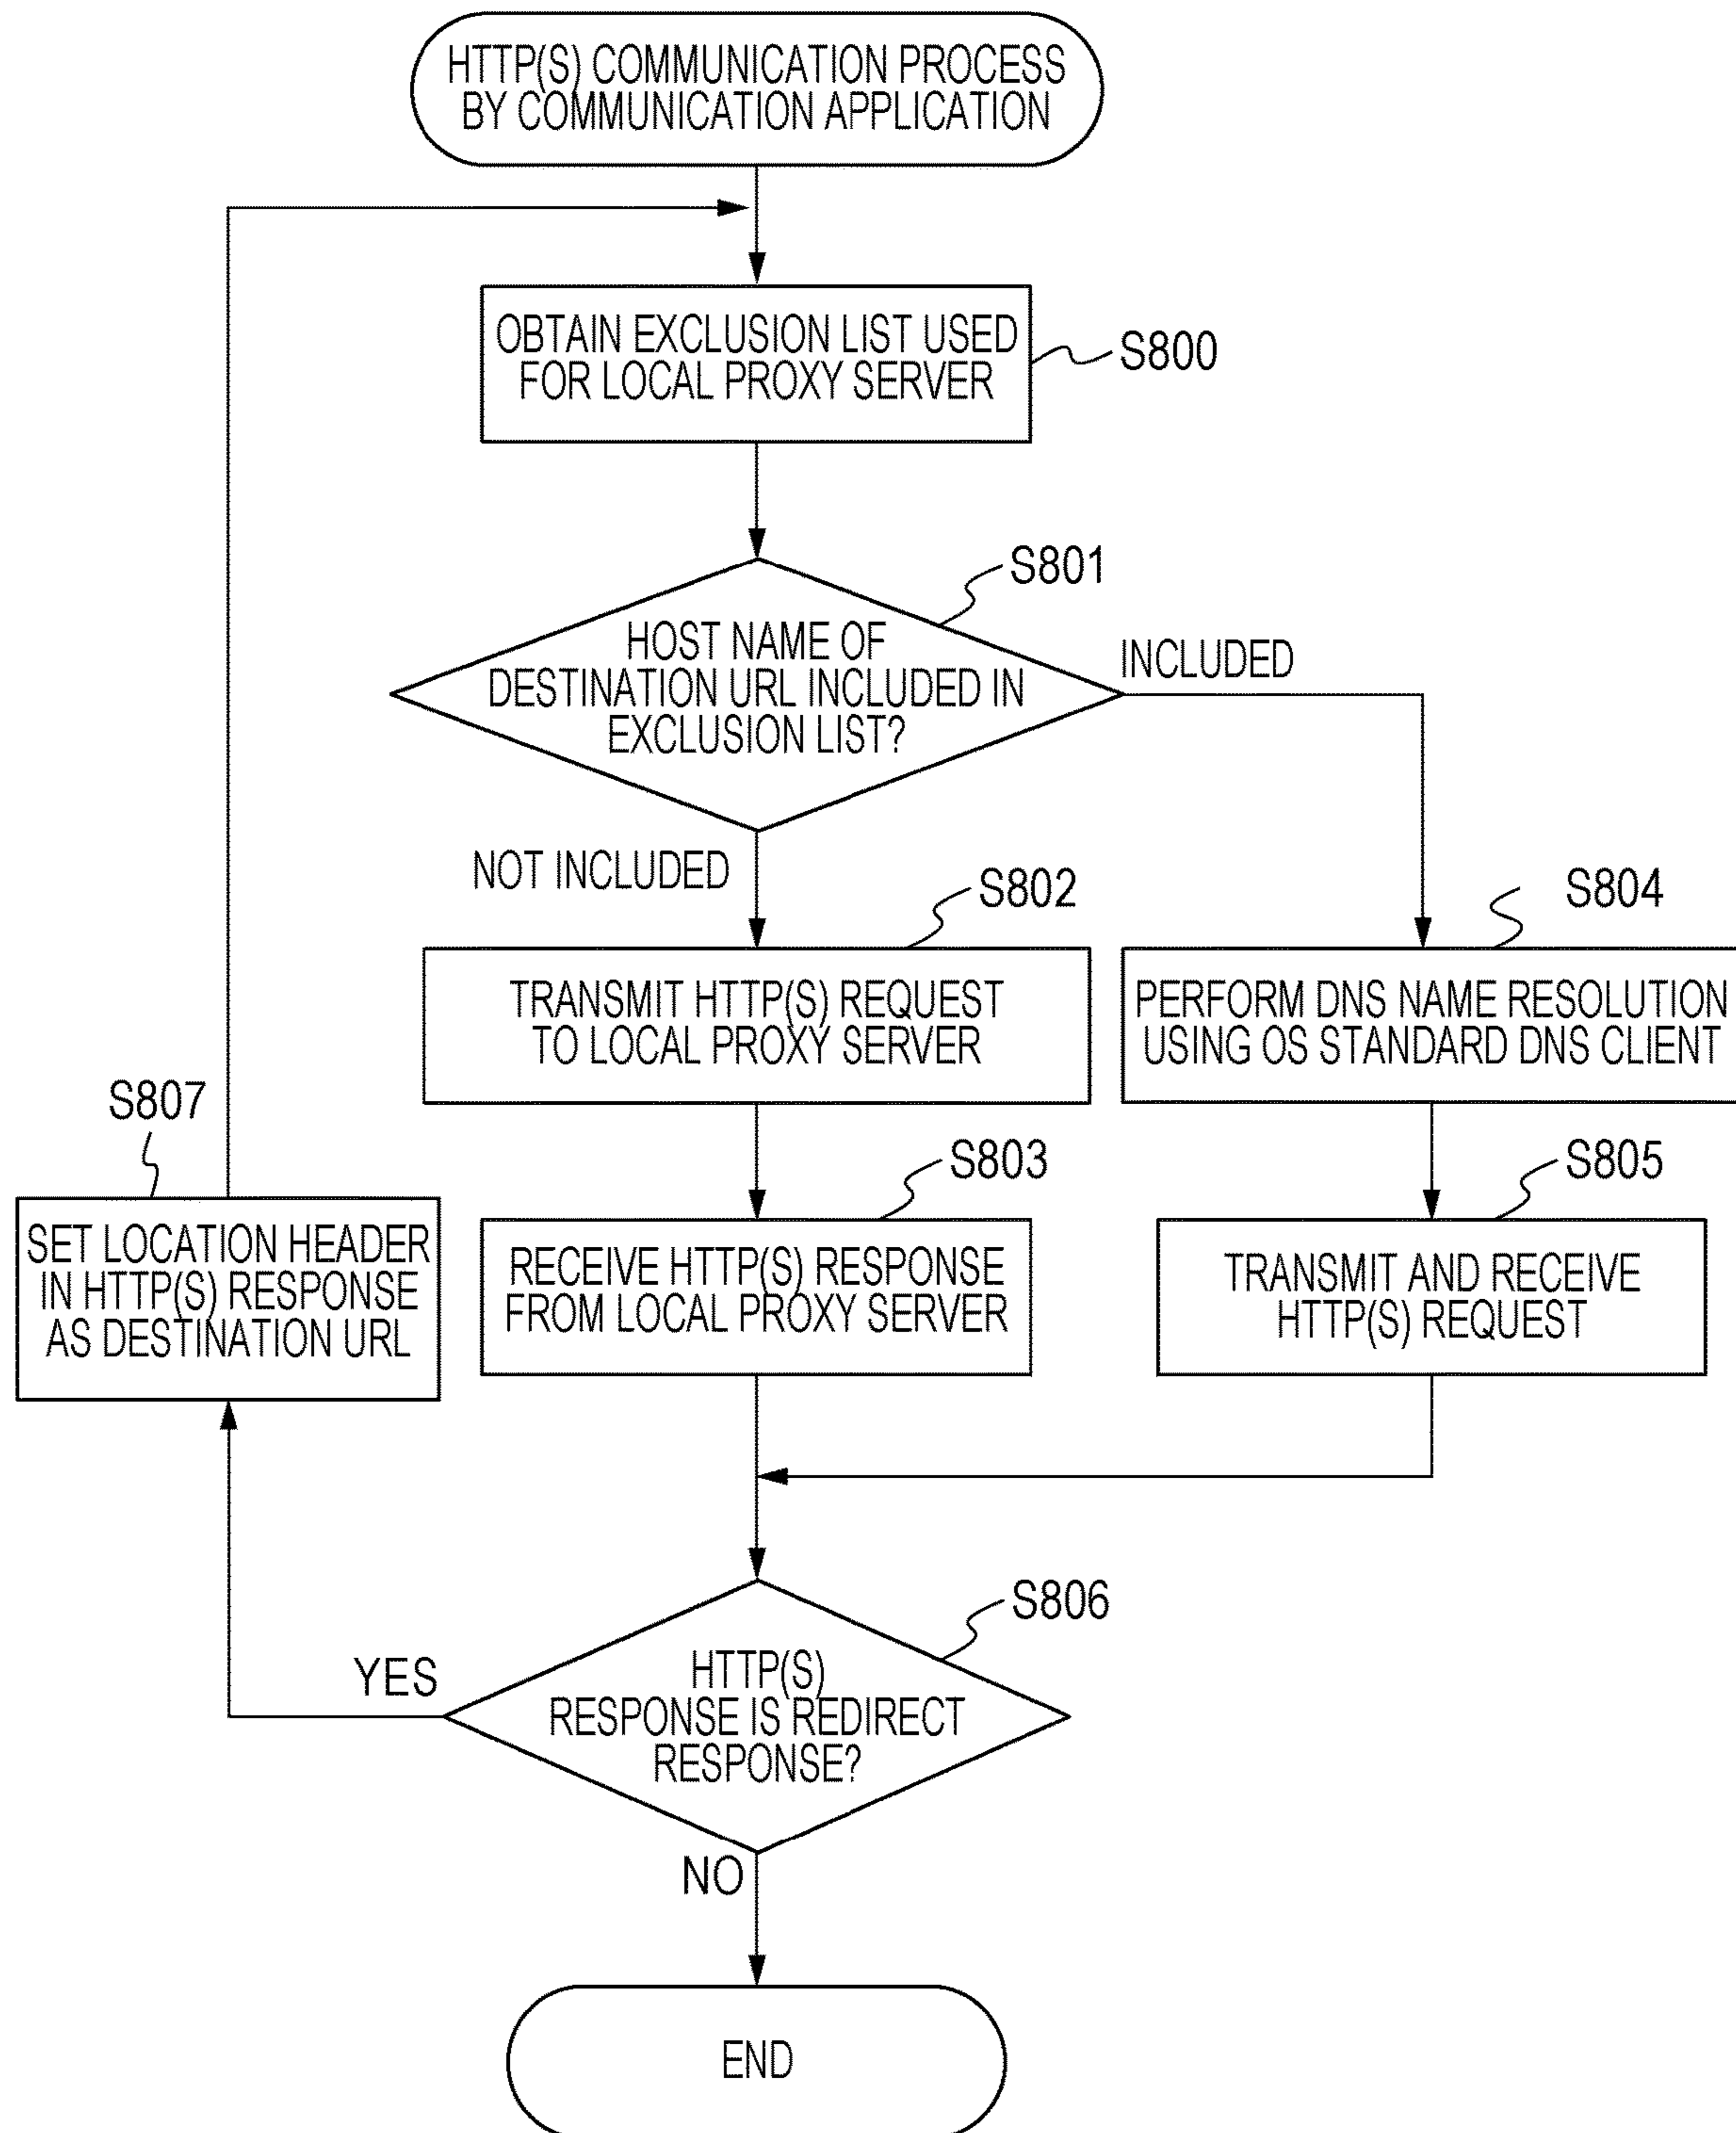 HTTP(S) COMMUNICATION PROCESS
BY COMMUNICATION APPLICATION
OBTAIN EXCLUSION LIST USED
FOR LOCAL PROXY SERVER
S800
S801
HOST NAME OF
DESTINATION URL INCLUDED IN
EXCLUSION LIST?
INCLUDED
NOT INCLUDED
S802
TRANSMIT HTTP(S) REQUEST
TO LOCAL PROXY SERVER
S804
PERFORM DNS NAME RESOLUTION
USING OS STANDARD DNS CLIENT
S807
SET LOCATION HEADER
IN HTTP(S) RESPONSE
AS DESTINATION URL
S803
RECEIVE HTTP(S) RESPONSE
FROM LOCAL PROXY SERVER
S805
TRANSMIT AND RECEIVE
HTTP(S) REQUEST
S806
HTTP(S)
RESPONSE IS REDIRECT
RESPONSE?
YES
NO
END